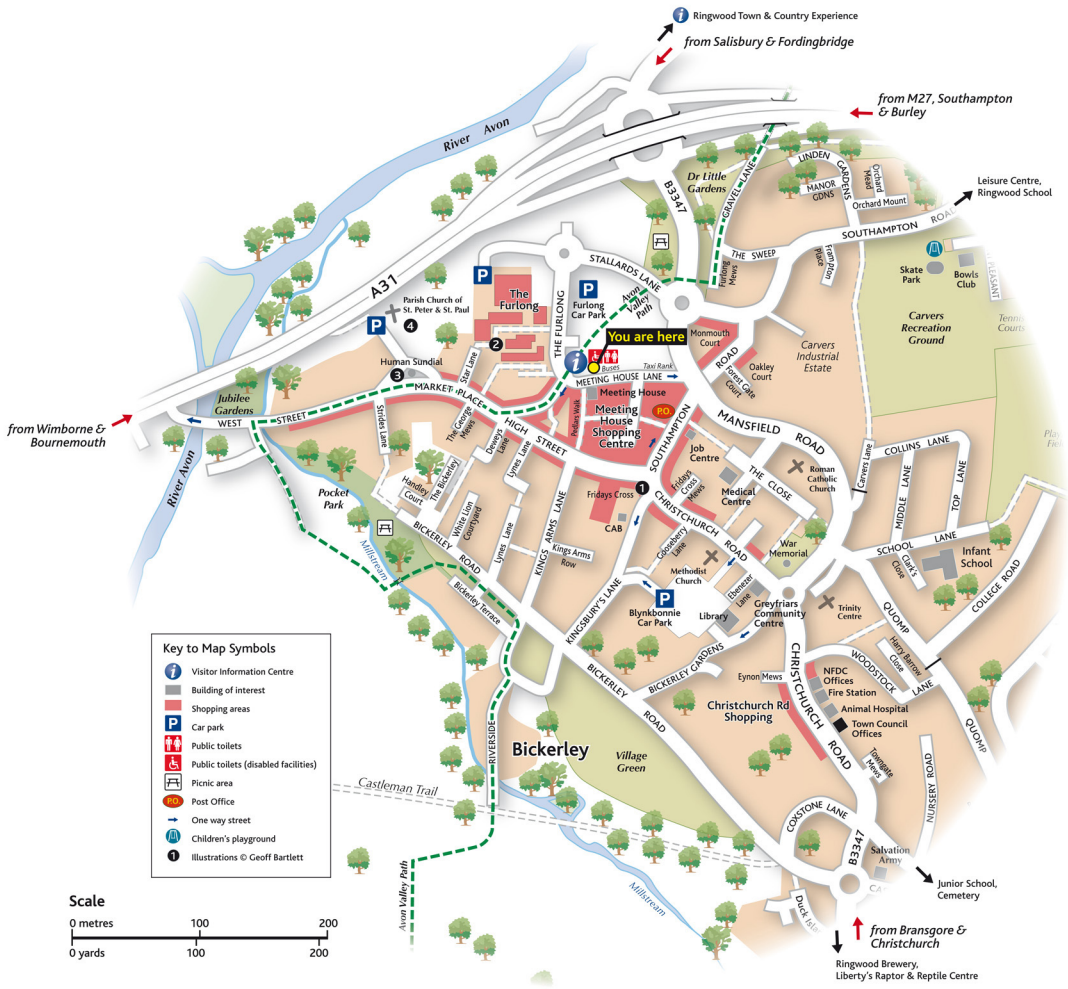 Ringwood Town & Country Experience
from Salisbury & Fordingbridge
from M27, Southampton
& Burley
River Avon
Leisure Centre,
Ringwood School
Dr Little
Gardens
B3347
GRAVEL LANE
LINDEN GARDENS
MANOR
GDNS
Orchard
Mead
Orchard Mount
SOUTHAMPTON ROAD
THE SWEEP
Frampton
Place
Furlong
Mews
Skate
Park
Bowls
Club
Carvers
Recreation
Ground
A31
STALLARDS LANE
Avon
Valley
Path
P
Parish Church of
St. Peter & St. Paul
4
P
The
Furlong
2
THE FURLONG
P
Furlong
Car Park
You are here
Buses
Taxi Rank
MEETING HOUSE LANE
Monmouth
Court
ROAD
Oakley
Court
Forest Gate
Court
Carvers
Industrial
Estate
Human Sundial
3
Star Lane
MARKET PLACE
Jubilee
Gardens
WEST STREET
from Wimborne &
Bournemouth
River Avon
Strides Lane
The George
Mews
HIGH STREET
Deweys
Lane
Lynes Lane
Pedlars Walk
Meeting House
Meeting
House
Shopping
Centre
P.O.
SOUTHAMPTON
MANSFIELD ROAD
Job
Centre
Fridays
Cross
Mews
Medical
Centre
THE CLOSE
Roman
Catholic
Church
Carvers Lane
COLLINS LANE
MIDDLE LANE
TOP LANE
SCHOOL LANE
Clark's
Close
Infant
School
COLLEGE ROAD
Pocket
Park
Handley
Court
The Bickerley
White Lion
Courtyard
Lynes Lane
KINGS ARMS LANE
Kings Arms
Row
Fridays Cross
1
CAB
CHRISTCHURCH ROAD
Gooseberry
Lane
Methodist
Church
War
Memorial
Millstream
BICKERLEY ROAD
Bickerley Terrace
KINGSBURY'S LANE
P
Blynkbonnie
Car Park
Library
Ebenezer
Lane
Greyfriars
Community
Centre
Trinity
Centre
QUOMP
Harry Barrow
Close
WOODSTOCK LANE
BICKERLEY GARDENS
BICKERLEY ROAD
Eynon Mews
CHRISTCHURCH ROAD
NFDC
Offices
Fire Station
Animal Hospital
Town Council
Offices
Christchurch Rd
Shopping
Towngate
Mews
QUOMP
NURSERY ROAD
RIVERSIDE
Bickerley
Village
Green
Castleman Trail
Avon Valley Path
Millstream
COXSTONE LANE
B3347
Salvation
Army
Junior School,
Cemetery
from Bransgore &
Christchurch
Ringwood Brewery,
Liberty's Raptor & Reptile Centre
Key to Map Symbols
Visitor Information Centre
Building of interest
Shopping areas
P Car park
Public toilets
Public toilets (disabled facilities)
Picnic area
P.O. Post Office
One way street
Children's playground
1 Illustrations © Geoff Bartlett
Scale
0 metres 100 200
0 yards 100 200